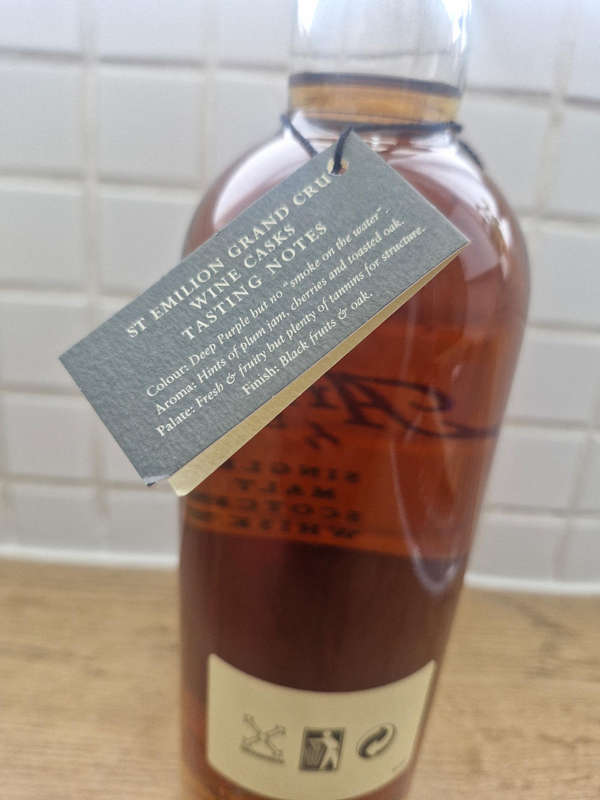 ST EMILION GRAND CRU
WINE CASKS
TASTING NOTES
Colour: Deep Purple but no "smoke on the water" -
Aroma: Hints of plum jam, cherries and toasted oak.
Palate: Fresh & fruity but plenty of tannins for structure.
Finish: Black fruits & oak.
SINGLE
MALT
SCOTCH